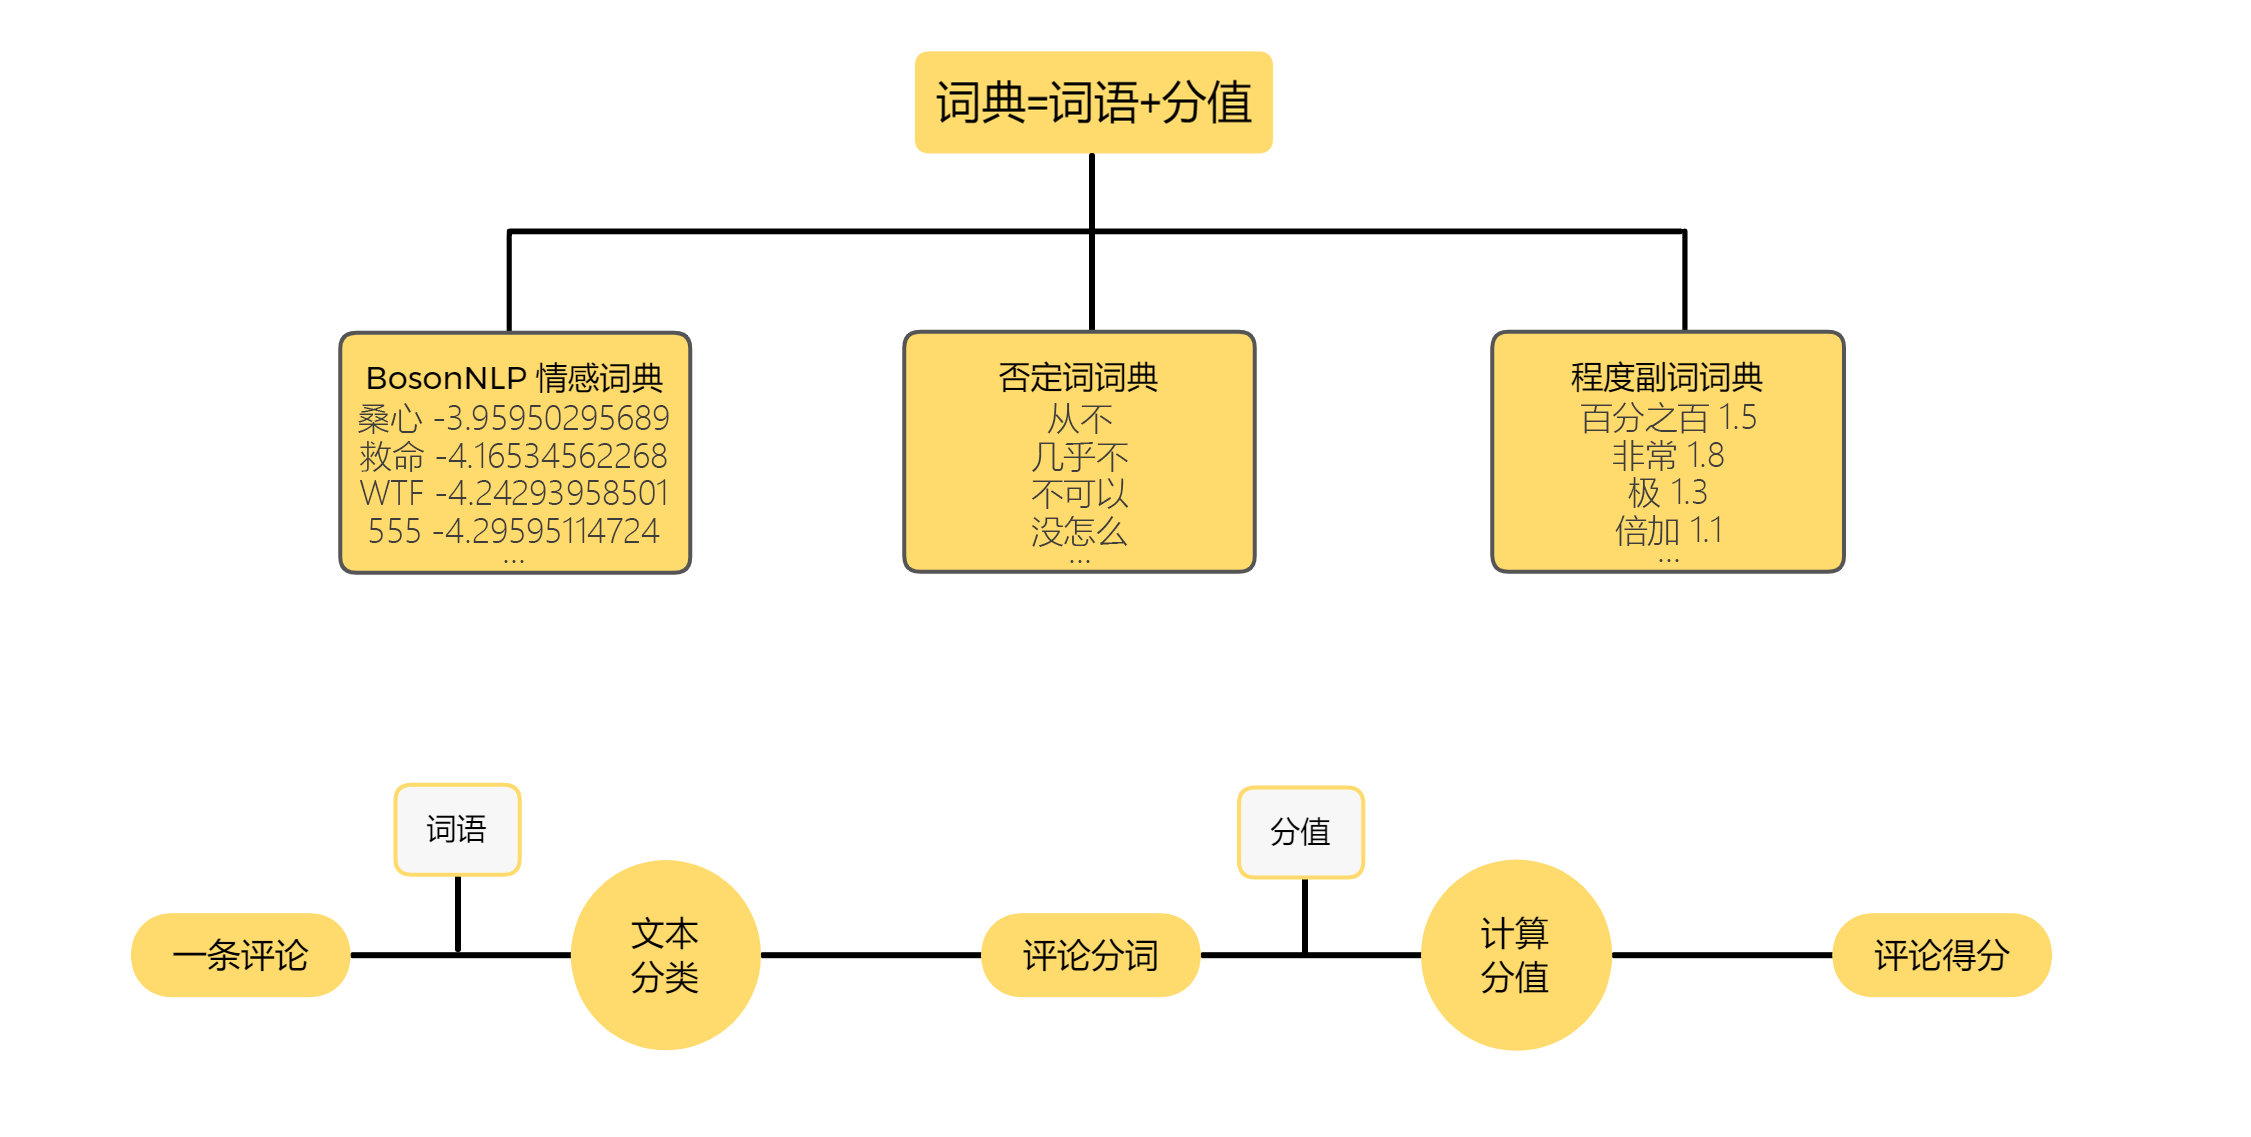 词典=词语+分值
BosonNLP 情感词典
桑心 -3.95950295689
救命 -4.16534562268
WTF -4.24293958501
555 -4.29595114724
...
否定词词典
从不
几乎不
不可以
没怎么
...
程度副词词典
百分之百 1.5
非常 1.8
极 1.3
倍加 1.1
...
词语
分值
一条评论
文本
分类
评论分词
计算
分值
评论得分